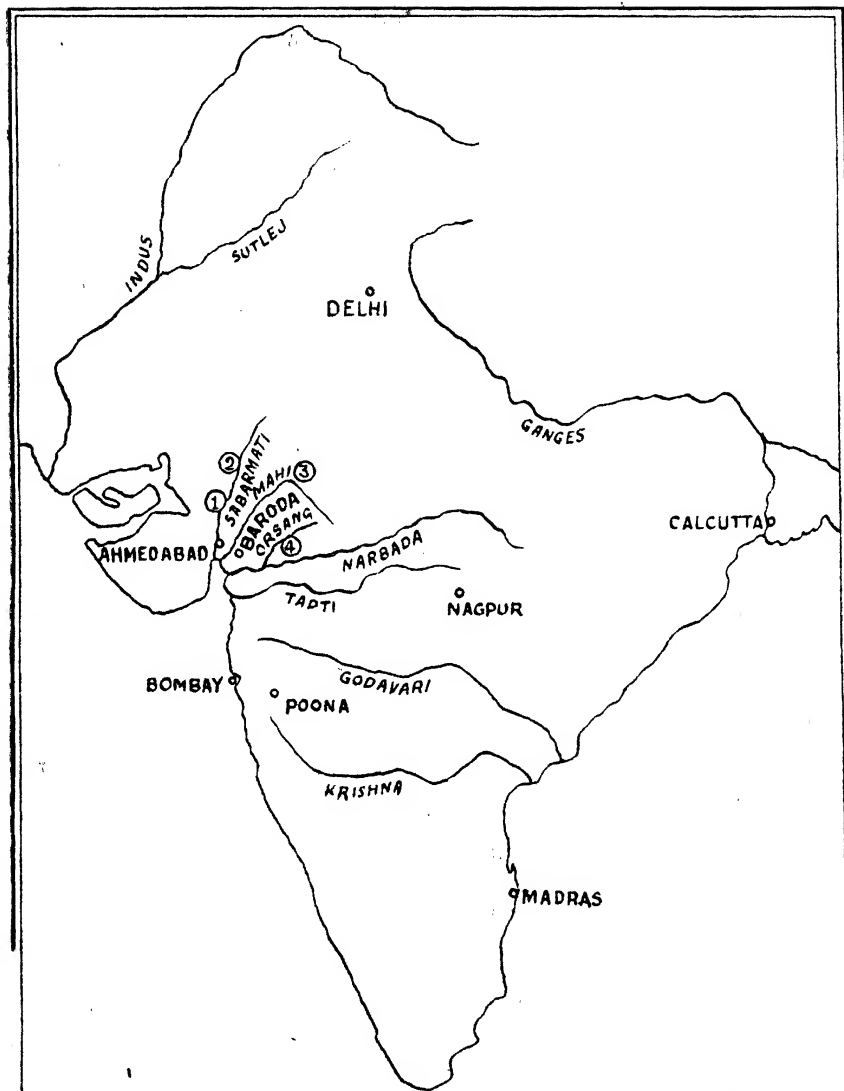 INDUS
SUTLEJ
DELHI
GANGES
②
SABARMATI
MAHI
③
①
BARODA
ORSANG
CALCUTTA
AHMEDABAD
④
NARBADA
TAPTI
NAGPUR
BOMBAY
GODAVARI
POONA
KRISHNA
MADRAS